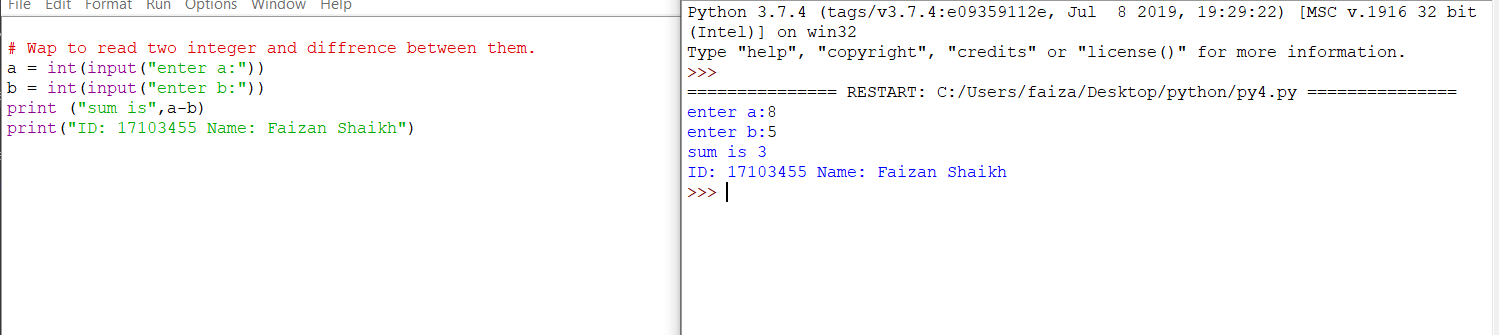 File Edit Format Run Options Window Help
# Wap to read two integer and diffrence between them.
a = int(input("enter a:"))
b = int(input("enter b:"))
print ("sum is",a-b)
print("ID: 17103455 Name: Faizan Shaikh")
Python 3.7.4 (tags/v3.7.4:e09359112e, Jul  8 2019, 19:29:22) [MSC v.1916 32 bit
(Intel)] on win32
Type "help", "copyright", "credits" or "license()" for more information.
>>>
=============== RESTART: C:/Users/faiza/Desktop/python/py4.py ===============
enter a:8
enter b:5
sum is 3
ID: 17103455 Name: Faizan Shaikh
>>>